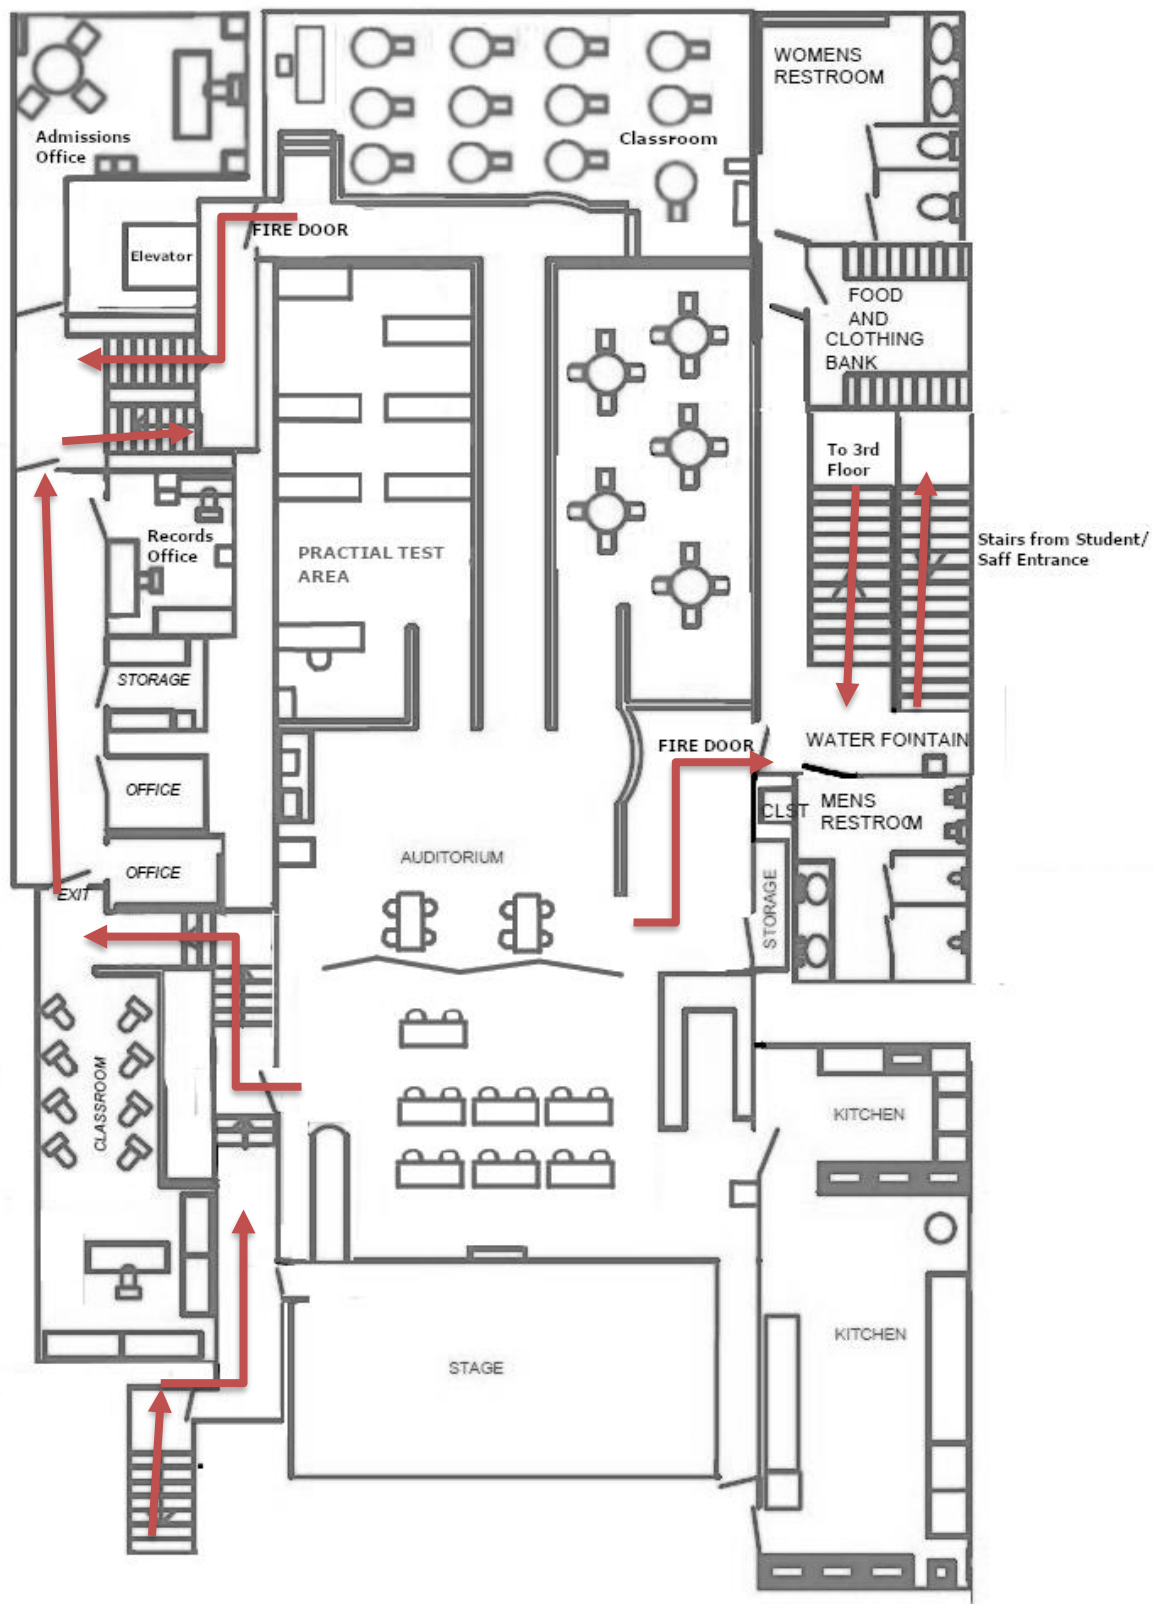 WOMENS
RESTROOM
Admissions
Office
Classroom
FIRE DOOR
Elevator
FOOD
AND
CLOTHING
BANK
To 3rd
Floor
Records
Office
PRACTIAL TEST
AREA
Stairs from Student/
Saff Entrance
STORAGE
FIRE DOOR
WATER FOUNTAIN
OFFICE
CLST
MENS
RESTROOM
AUDITORIUM
OFFICE
EXIT
STORAGE
CLASSROOM
KITCHEN
KITCHEN
STAGE